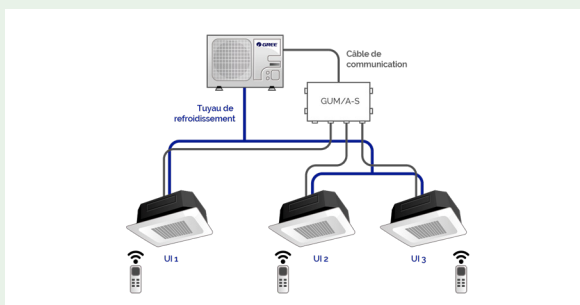 GREE
Câble de
communication
GUM/A-S
Tuyau de
refroidissement
UI 1
UI 2
UI 3